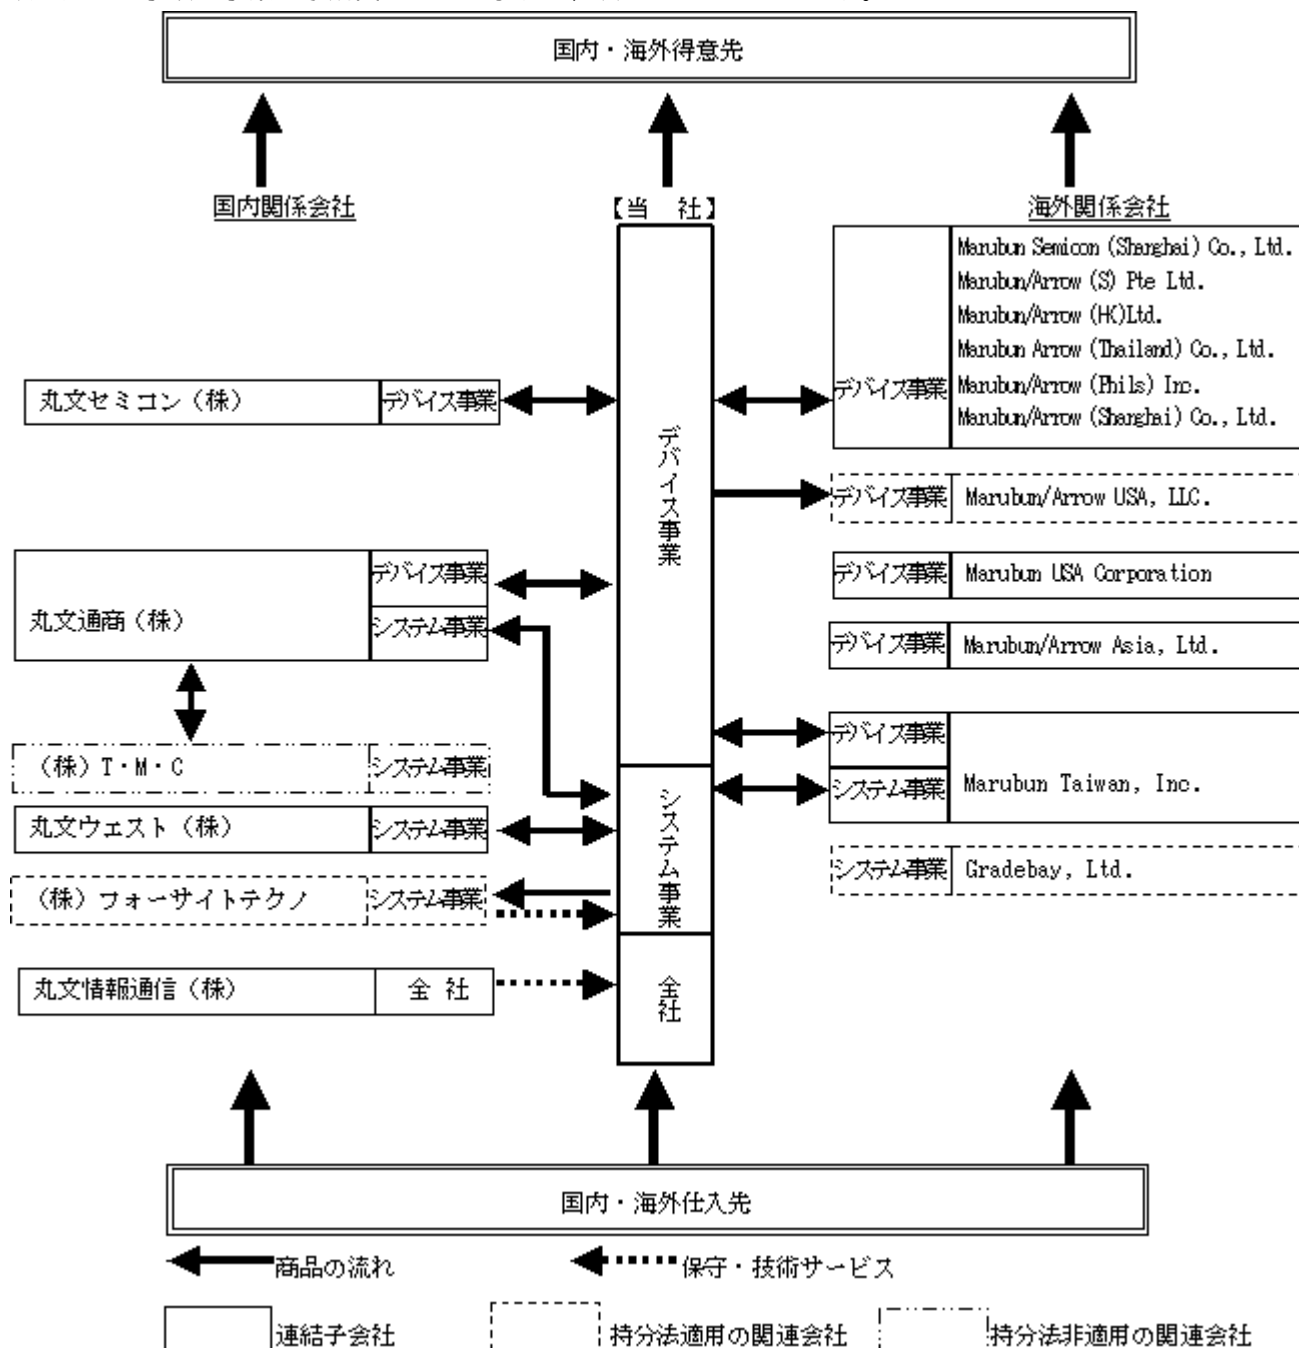 国内・海外得意先
国内関係会社
【当 社】
海外関係会社
デバイス事業
システム事業
全社
丸文セミコン（株） デバイス事業
丸文通商（株）
デバイス事業
システム事業
（株）T・M・C システム事業
丸文ウェスト（株） システム事業
（株）フォーサイトテクノ システム事業
丸文情報通信（株） 全 社
デバイス事業
Marubun Semicon (Shanghai) Co., Ltd.
Marubun/Arrow (S) Pte Ltd.
Marubun/Arrow (HK)Ltd.
Marubun Arrow (Thailand) Co., Ltd.
Marubun/Arrow (Phils) Inc.
Marubun/Arrow (Shanghai) Co., Ltd.
デバイス事業 Marubun/Arrow USA, LLC.
デバイス事業 Marubun USA Corporation
デバイス事業 Marubun/Arrow Asia, Ltd.
デバイス事業
システム事業
Marubun Taiwan, Inc.
システム事業 Gradebay, Ltd.
国内・海外仕入先
商品の流れ
保守・技術サービス
連結子会社
持分法適用の関連会社
持分法非適用の関連会社